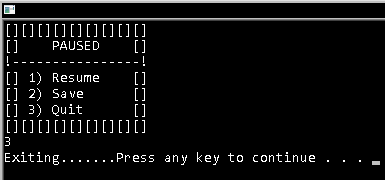 [][][][][][][][][]
[]    PAUSED    []
!----------------!
[] 1) Resume    []
[] 2) Save      []
[] 3) Quit      []
[][][][][][][][][]
3
Exiting.......Press any key to continue . . . _